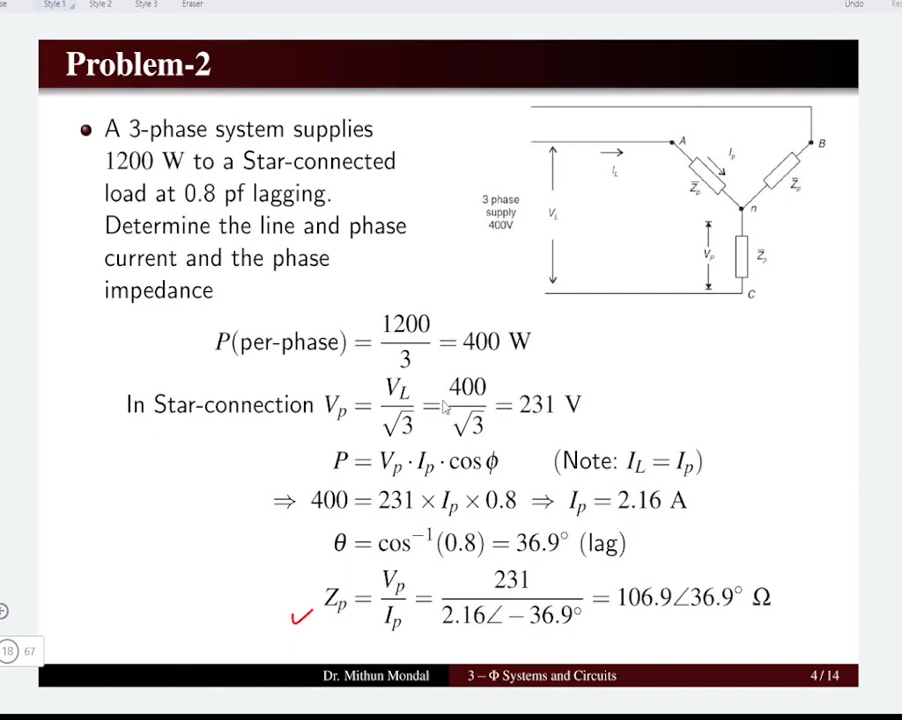 Style 1 Style 2 Style 3 Eraser Undo
Problem-2
A 3-phase system supplies
1200 W to a Star-connected
load at 0.8 pf lagging.
Determine the line and phase
current and the phase
impedance
3 phase
supply
400V
V_L
I_L
A
I_p
Z̅_p
B
Z̅_p
n
V_p
Z̅_p
C
P(per-phase) = 1200/3 = 400 W
In Star-connection V_p = V_L/√3 = 400/√3 = 231 V
P = V_p · I_p · cos ϕ (Note: I_L = I_p)
⇒ 400 = 231 × I_p × 0.8 ⇒ I_p = 2.16 A
θ = cos⁻¹(0.8) = 36.9° (lag)
Z_p = V_p/I_p = 231/2.16∠ − 36.9° = 106.9∠36.9° Ω
18 67
Dr. Mithun Mondal 3 − Φ Systems and Circuits 4 / 14